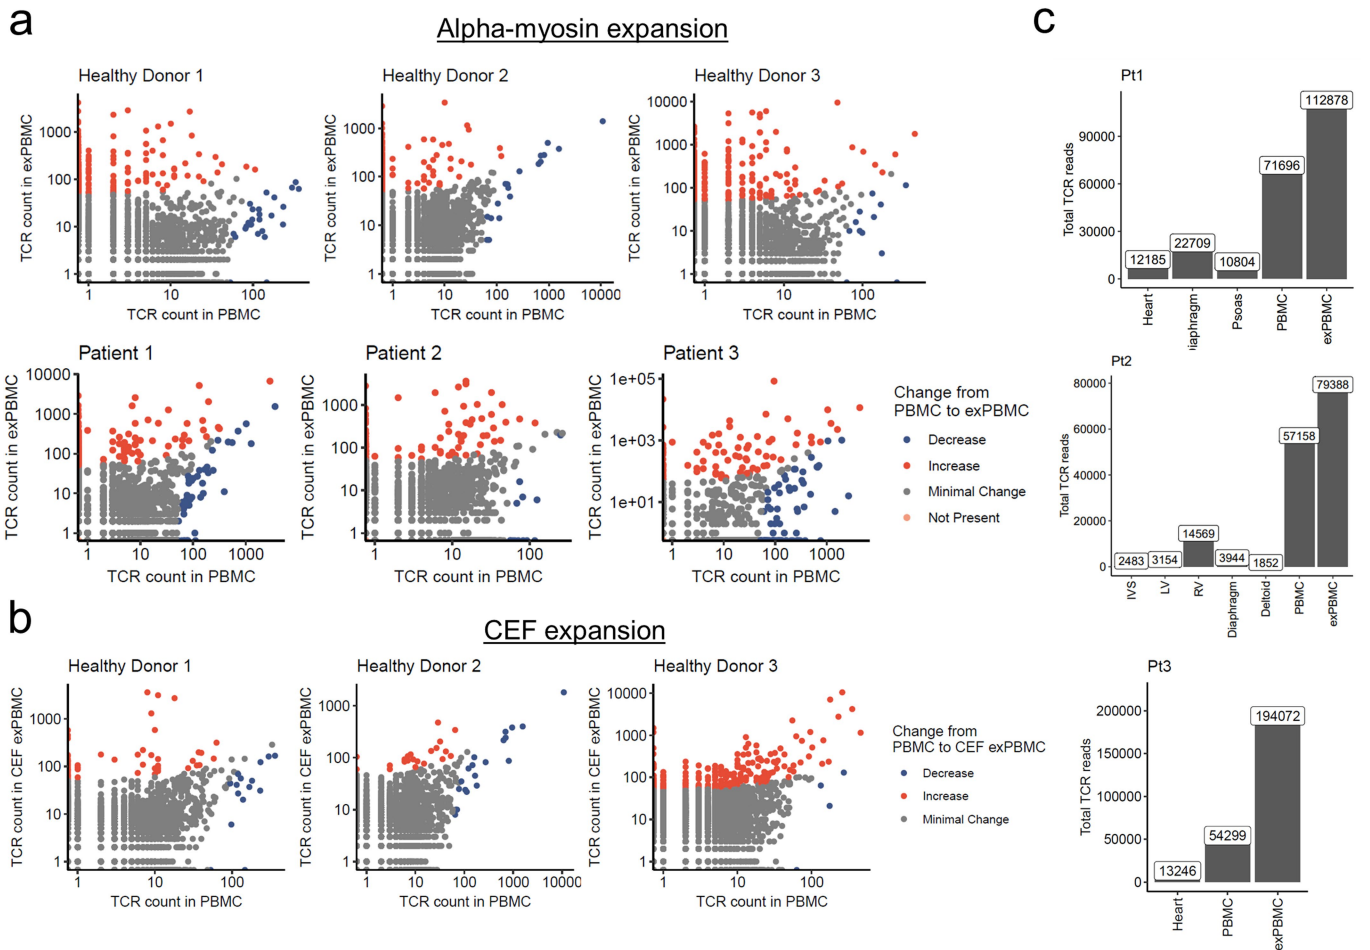 a
Alpha-myosin expansion
Healthy Donor 1
TCR count in exPBMC
1000
100
10
1
1 10 100
TCR count in PBMC
Healthy Donor 2
TCR count in exPBMC
1000
100
10
1
1 10 100 1000 10000
TCR count in PBMC
Healthy Donor 3
TCR count in exPBMC
10000
1000
100
10
1
1 10 100
TCR count in PBMC
Patient 1
TCR count in exPBMC
10000
1000
100
10
1
1 10 100 1000
TCR count in PBMC
Patient 2
TCR count in exPBMC
1000
100
10
1
1 10 100
TCR count in PBMC
Patient 3
TCR count in exPBMC
1e+05
1e+03
1e+01
1 10 100 1000
TCR count in PBMC
Change from
PBMC to exPBMC
Decrease
Increase
Minimal Change
Not Present
b
CEF expansion
Healthy Donor 1
TCR count in CEF exPBMC
1000
100
10
1
1 10 100
TCR count in PBMC
Healthy Donor 2
TCR count in CEF exPBMC
1000
100
10
1
1 10 100 1000 10000
TCR count in PBMC
Healthy Donor 3
TCR count in CEF exPBMC
10000
1000
100
10
1
1 10 100
TCR count in PBMC
Change from
PBMC to CEF exPBMC
Decrease
Increase
Minimal Change
c
Pt1
Total TCR reads
90000
60000
30000
0
12185 22709 10804 71696 112878
Heart Diaphragm Psoas PBMC exPBMC
Pt2
Total TCR reads
80000
60000
40000
20000
0
2483 3154 14569 3944 1852 57158 79388
IVS LV RV Diaphragm Deltoid PBMC exPBMC
Pt3
Total TCR reads
200000
150000
100000
50000
0
13246 54299 194072
Heart PBMC exPBMC